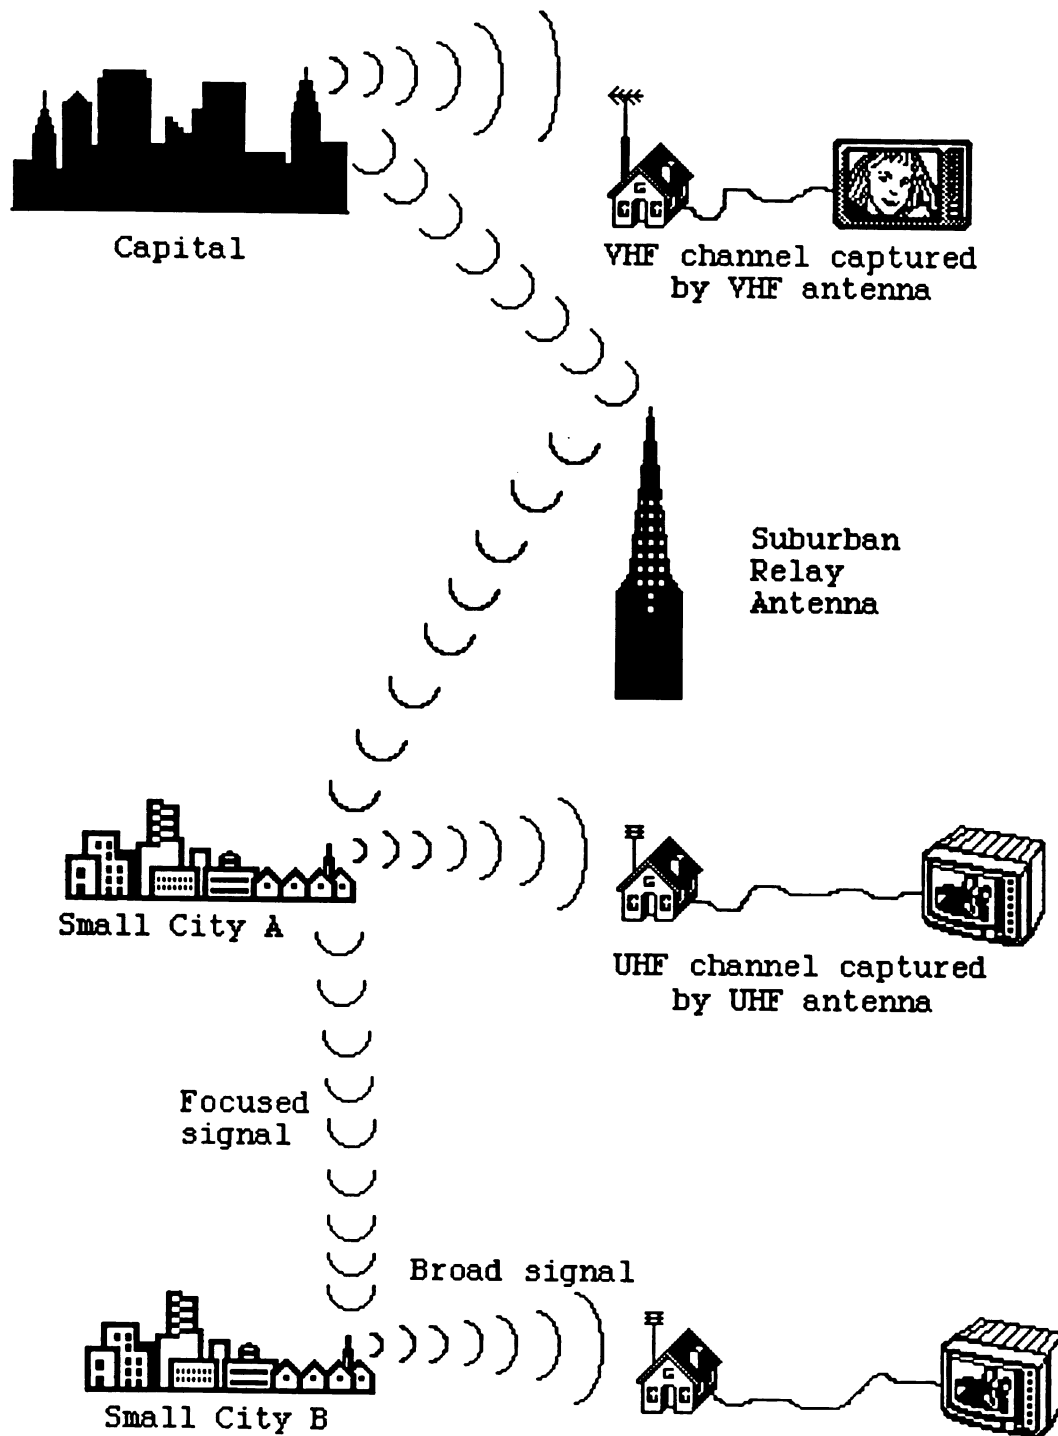 Capital
VHF channel captured
by VHF antenna
Suburban
Relay
Antenna
Small City A
UHF channel captured
by UHF antenna
Focused
signal
Broad signal
Small City B